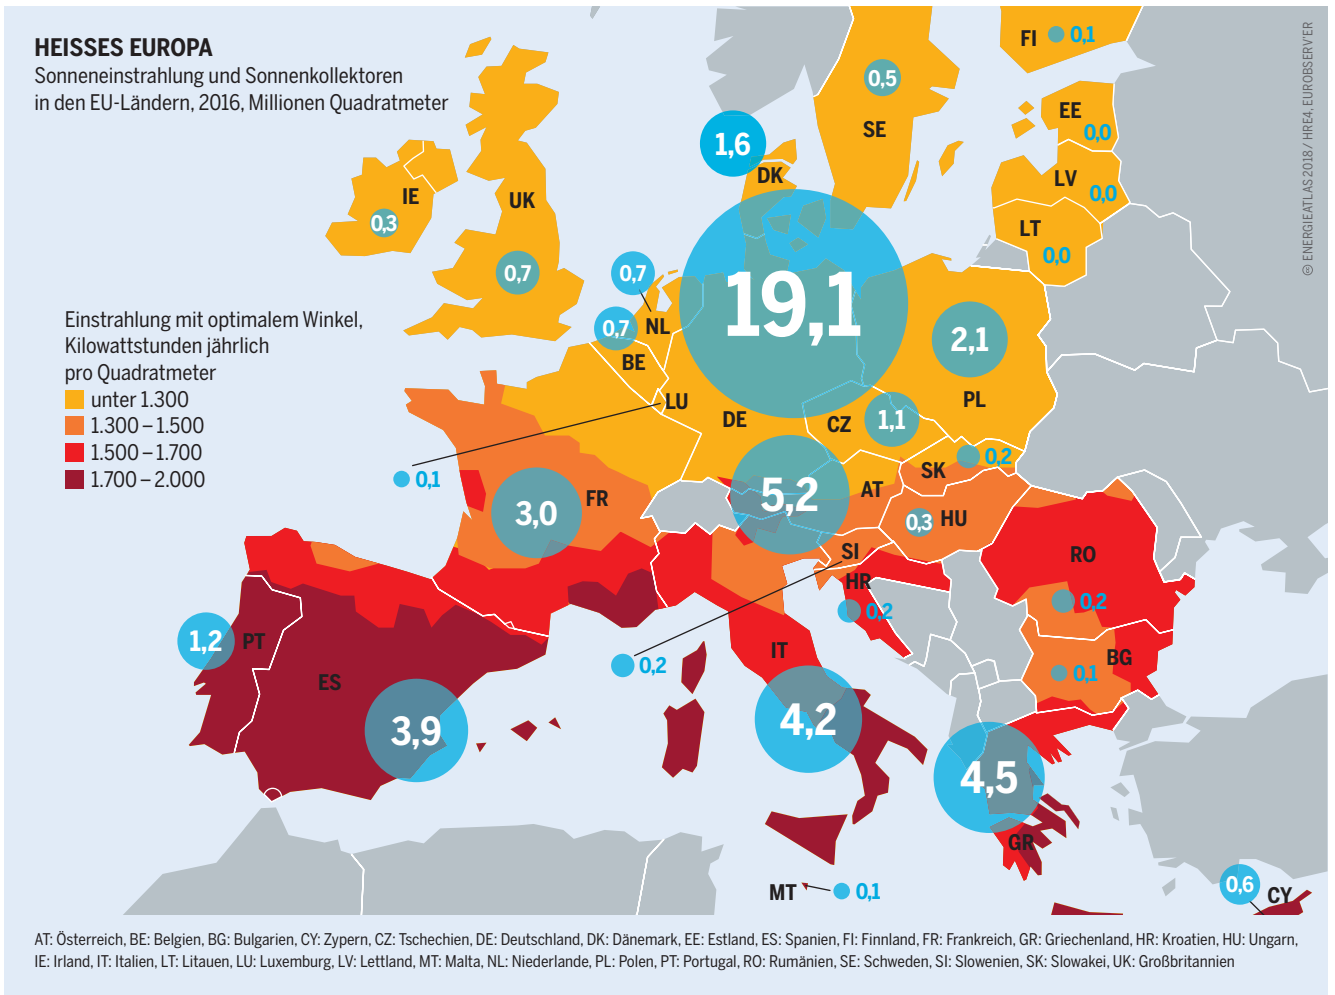 HEISSES EUROPA
Sonneneinstrahlung und Sonnenkollektoren
in den EU-Ländern, 2016, Millionen Quadratmeter
© ENERGIEATLAS 2018 / HRE4, EUROBSERV'ER
FI 0,1
0,5
SE
EE
0,0
1,6
DK
LV
0,0
IE
0,3
UK
LT
0,0
0,7
0,7
19,1
0,7
NL
2,1
BE
Einstrahlung mit optimalem Winkel,
Kilowattstunden jährlich
pro Quadratmeter
unter 1.300
1.300 – 1.500
1.500 – 1.700
1.700 – 2.000
LU
0,1
DE
CZ
1,1
PL
SK
0,2
5,2
AT
FR
3,0
0,3
HU
SI
0,2
RO
0,2
HR
0,2
1,2
PT
IT
BG
0,1
ES
3,9
4,2
4,5
GR
MT
0,1
0,6
CY
AT: Österreich, BE: Belgien, BG: Bulgarien, CY: Zypern, CZ: Tschechien, DE: Deutschland, DK: Dänemark, EE: Estland, ES: Spanien, FI: Finnland, FR: Frankreich, GR: Griechenland, HR: Kroatien, HU: Ungarn,
IE: Irland, IT: Italien, LT: Litauen, LU: Luxemburg, LV: Lettland, MT: Malta, NL: Niederlande, PL: Polen, PT: Portugal, RO: Rumänien, SE: Schweden, SI: Slowenien, SK: Slowakei, UK: Großbritannien